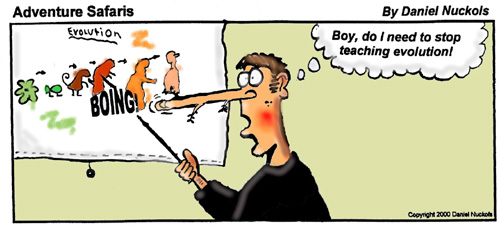 Adventure Safaris
By Daniel Nuckols
Evolution
Boy, do I need to stop
teaching evolution!
BOING!
Copyright 2000 Daniel Nuckols